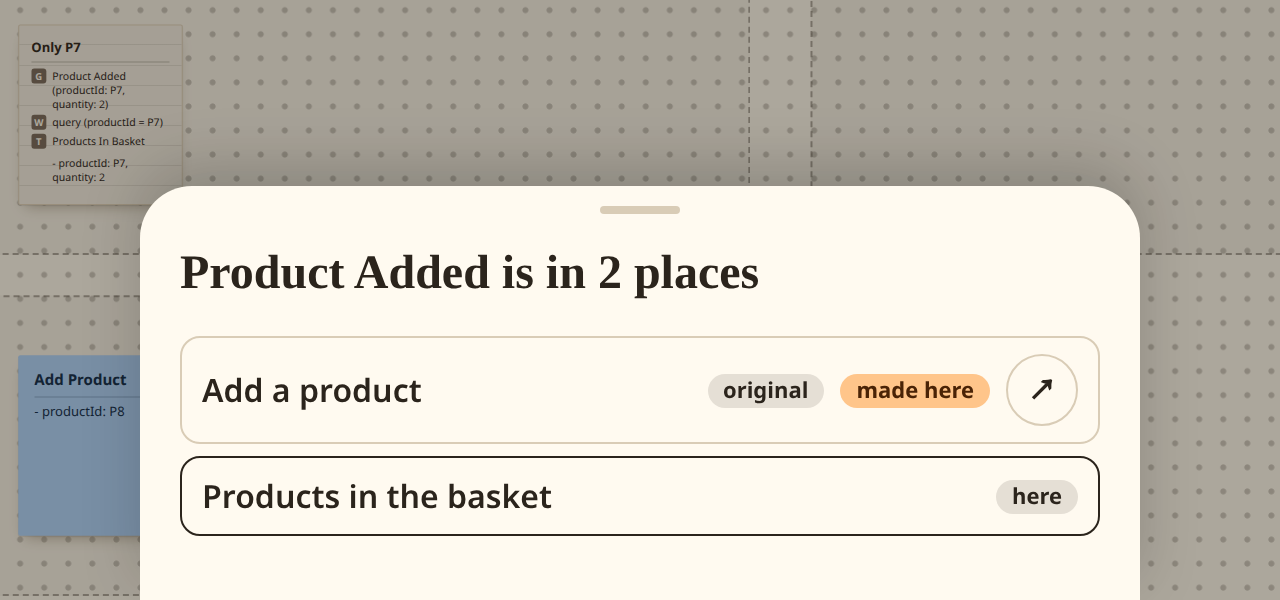 Only P7
G Product Added
(productId: P7,
quantity: 2)
W query (productId = P7)
T Products In Basket
- productId: P7,
quantity: 2
Product Added is in 2 places
Add a product original made here ↗
Products in the basket here
Add Product
- productId: P8